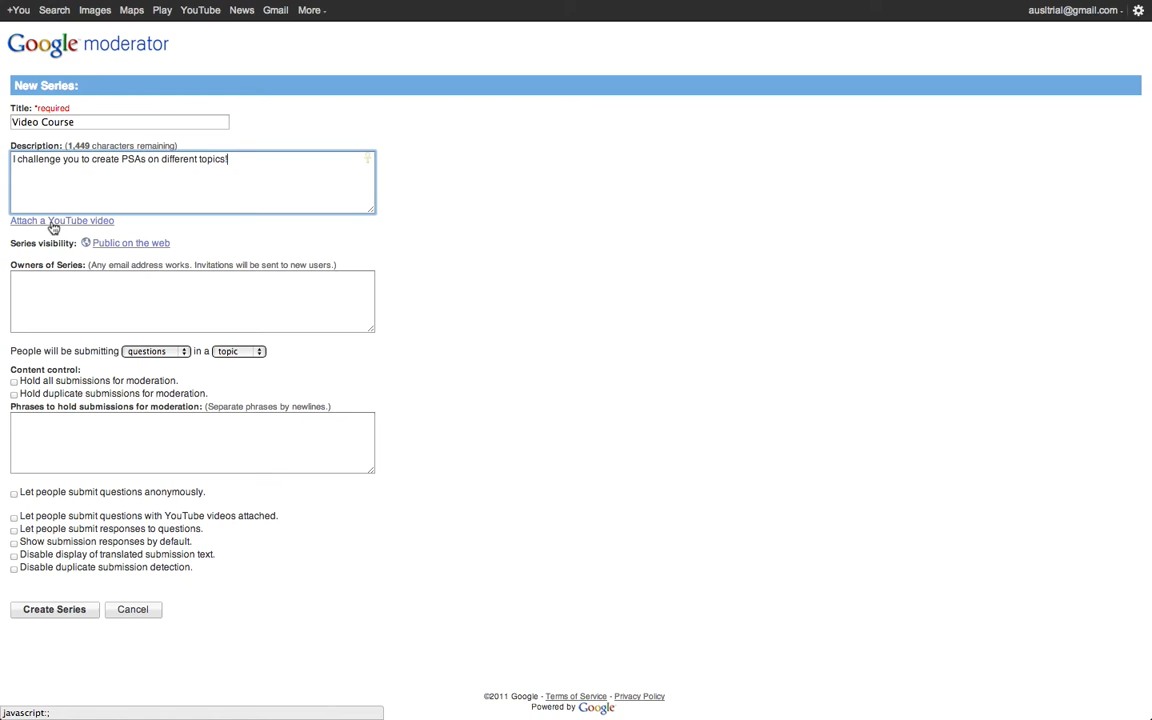 +You Search Images Maps Play YouTube News Gmail More - ausltrial@gmail.com -
Google moderator
New Series:
Title: *required
Video Course
Description: (1,449 characters remaining)
I challenge you to create PSAs on different topics!
Attach a YouTube video
Series visibility: Public on the web
Owners of Series: (Any email address works. Invitations will be sent to new users.)
People will be submitting questions in a topic
Content control:
Hold all submissions for moderation.
Hold duplicate submissions for moderation.
Phrases to hold submissions for moderation: (Separate phrases by newlines.)
Let people submit questions anonymously.
Let people submit questions with YouTube videos attached.
Let people submit responses to questions.
Show submission responses by default.
Disable display of translated submission text.
Disable duplicate submission detection.
Create Series Cancel
©2011 Google - Terms of Service - Privacy Policy
Powered by Google
javascript:;